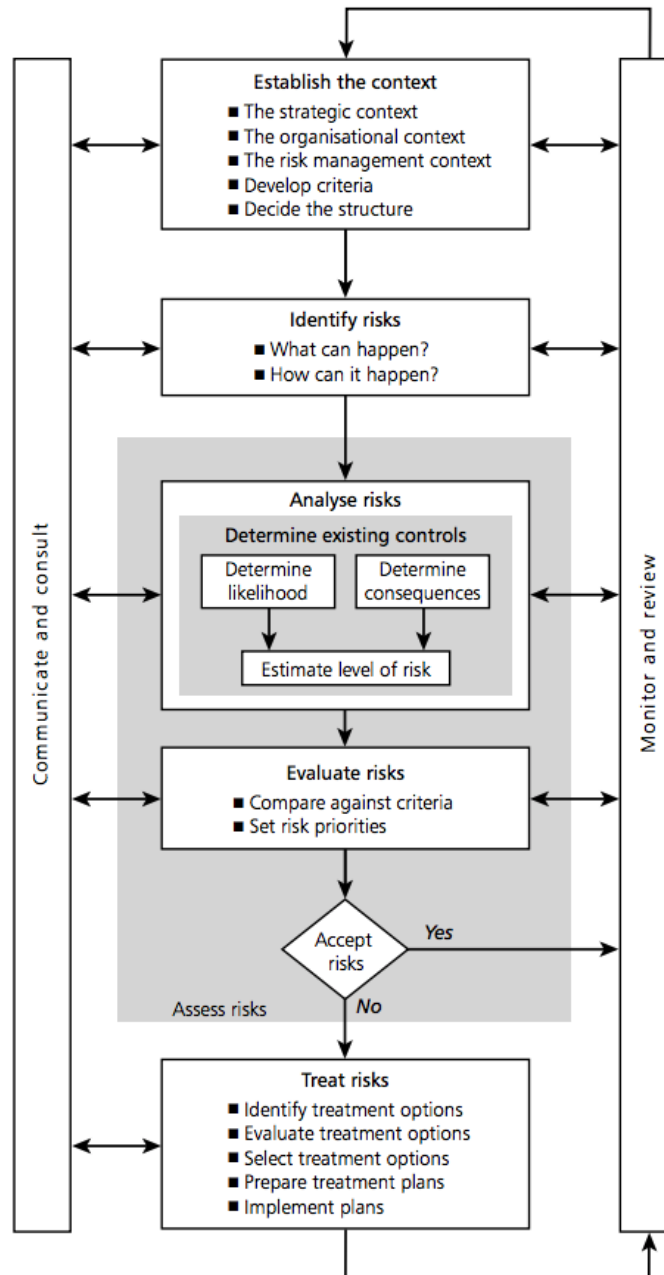 Establish the context
■ The strategic context
■ The organisational context
■ The risk management context
■ Develop criteria
■ Decide the structure
Identify risks
■ What can happen?
■ How can it happen?
Analyse risks
Determine existing controls
Determine
likelihood
Determine
consequences
Estimate level of risk
Evaluate risks
■ Compare against criteria
■ Set risk priorities
Accept
risks
Yes
No
Assess risks
Treat risks
■ Identify treatment options
■ Evaluate treatment options
■ Select treatment options
■ Prepare treatment plans
■ Implement plans
Communicate and consult
Monitor and review